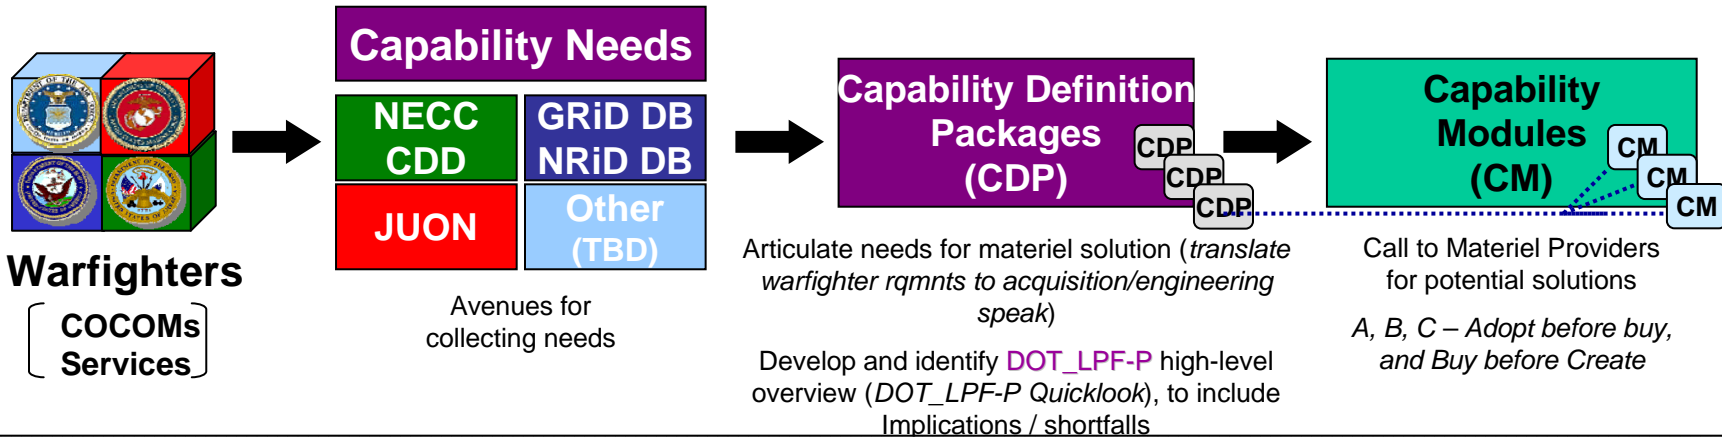 Warfighters
COCOMs
Services
Capability Needs
NECC
CDD
GRiD DB
NRiD DB
JUON
Other
(TBD)
Avenues for
collecting needs
Capability Definition
Packages
(CDP)
CDP
CDP
CDP
Articulate needs for materiel solution (translate
warfighter rqmnts to acquisition/engineering
speak)
Develop and identify DOT_LPF-P high-level
overview (DOT_LPF-P Quicklook), to include
Implications / shortfalls
Capability
Modules
(CM)
CM
CM
CM
Call to Materiel Providers
for potential solutions
A, B, C – Adopt before buy,
and Buy before Create